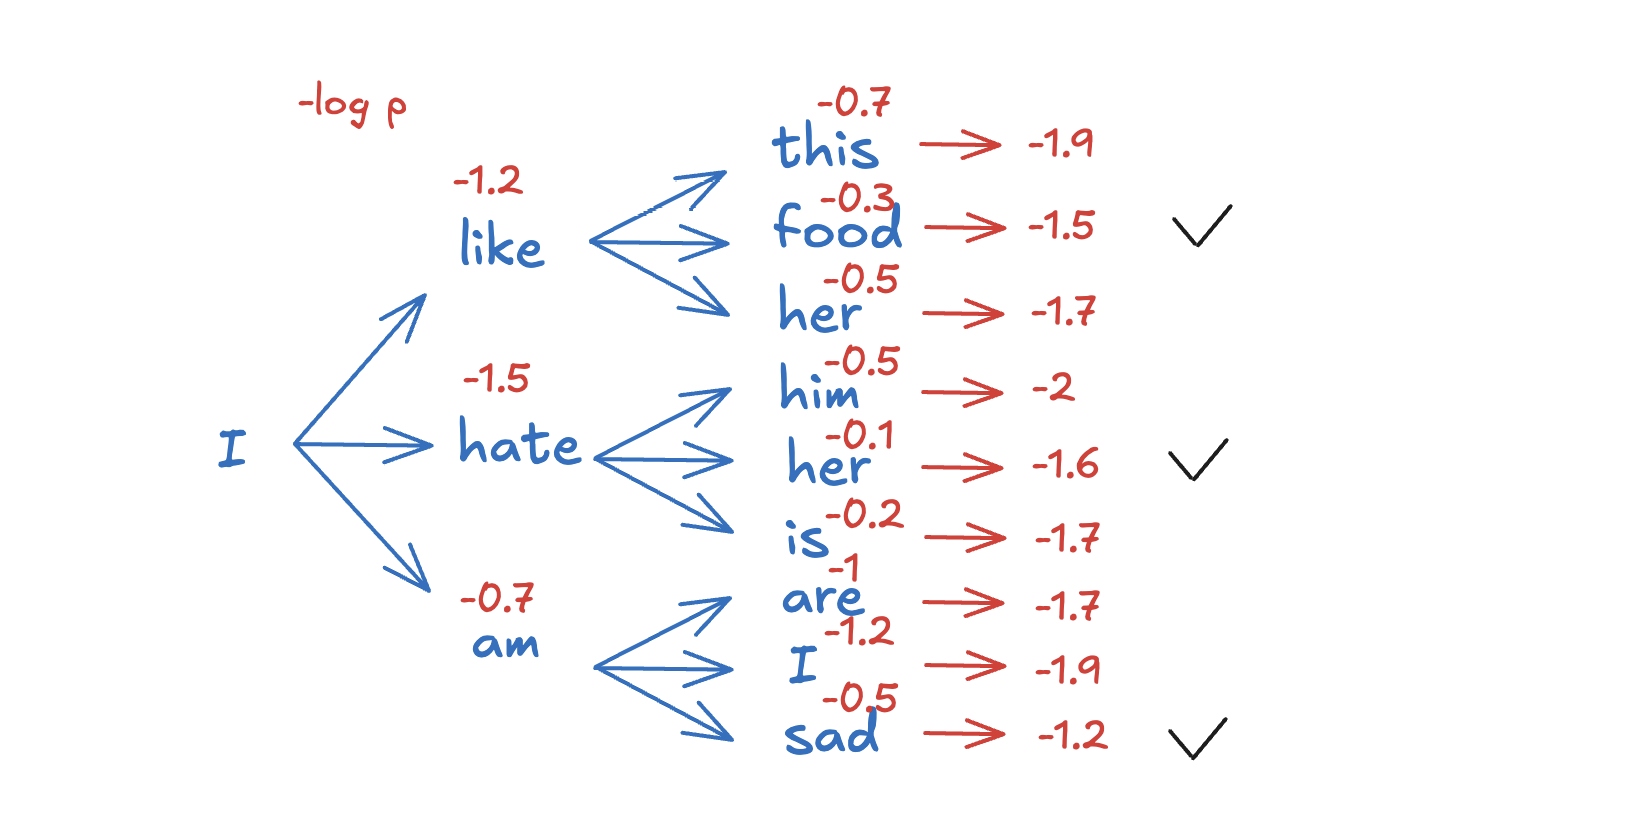 -log p
-0.7
this -1.9
-1.2
-0.3
like food -1.5
-0.5
her -1.7
-1.5
-0.5
him -2
-0.1
I hate her -1.6
-0.2
is -1.7
-1
-0.7
are -1.7
-1.2
am I -1.9
-0.5
sad -1.2